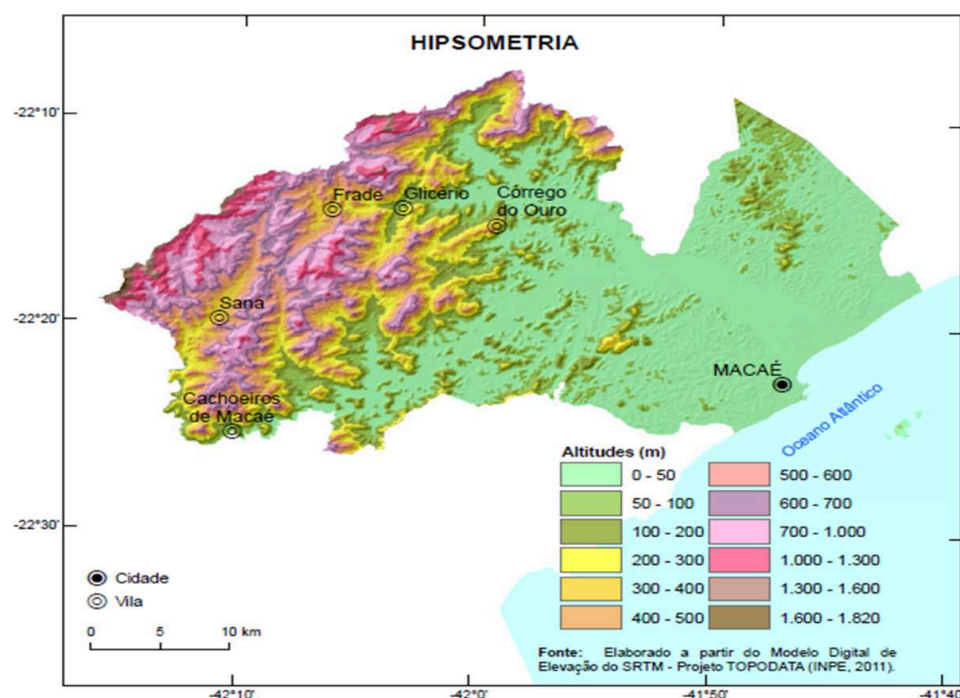 HIPSOMETRIA
-22°10'
Frade
Glicério
Córrego
do Ouro
Sana
-22°20'
MACAÉ
Cachoeiros
de Macaé
Oceano Atlântico
Altitudes (m)
0 - 50
50 - 100
100 - 200
200 - 300
300 - 400
400 - 500
500 - 600
600 - 700
700 - 1.000
1.000 - 1.300
1.300 - 1.600
1.600 - 1.820
-22°30'
Cidade
Vila
0 5 10 km
Fonte: Elaborado a partir do Modelo Digital de
Elevação do SRTM - Projeto TOPODATA (INPE, 2011).
-42°10' -42°0' -41°50' -41°40'